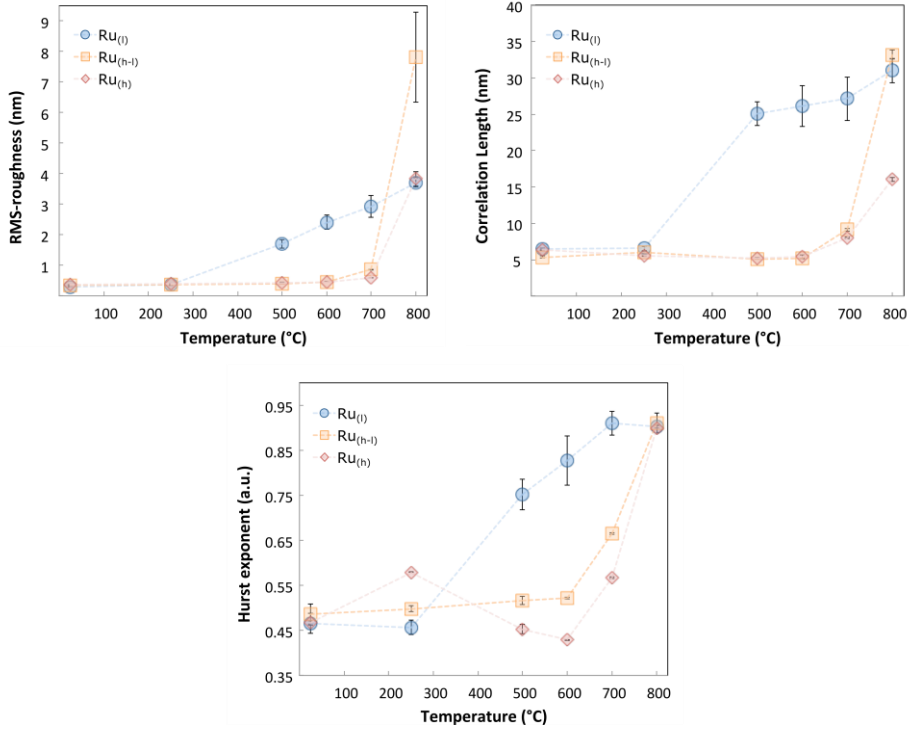 9
8
7
6
5
4
3
2
1
RMS-roughness (nm)
Ru(l)
Ru(h-l)
Ru(h)
100 200 300 400 500 600 700 800
Temperature (°C)
40
35
30
25
20
15
10
5
Correlation Length (nm)
Ru(l)
Ru(h-l)
Ru(h)
100 200 300 400 500 600 700 800
Temperature (°C)
0.95
0.85
0.75
0.65
0.55
0.45
0.35
Hurst exponent (a.u.)
Ru(l)
Ru(h-l)
Ru(h)
100 200 300 400 500 600 700 800
Temperature (°C)